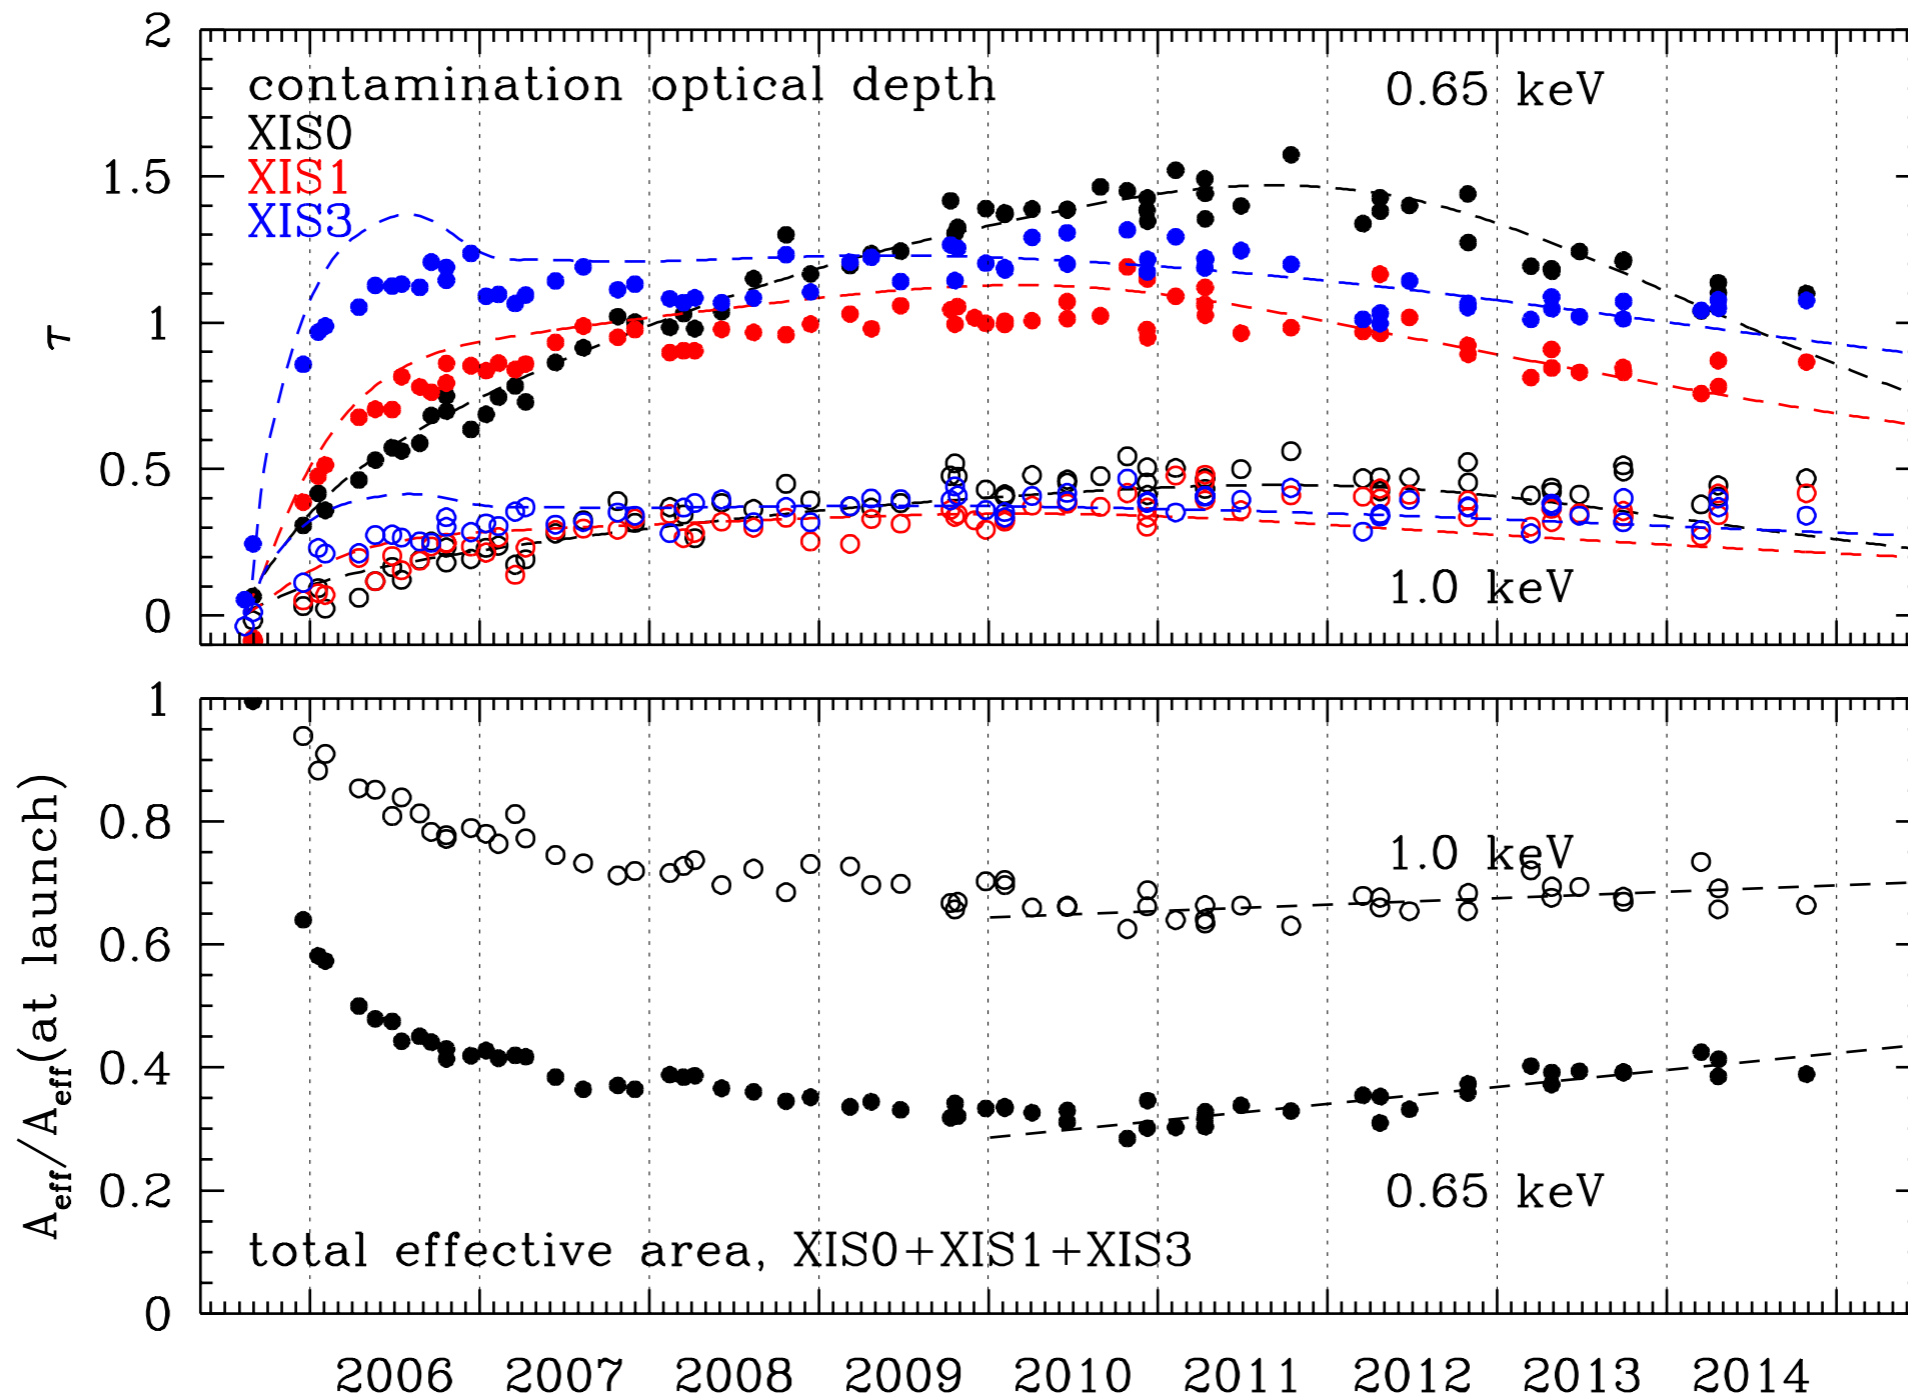 2
contamination optical depth
0.65 keV
XIS0
1.5
XIS1
XIS3
τ
1
0.5
1.0 keV
0
1
0.8
1.0 keV
0.6
A_eff/A_eff(at launch)
0.4
0.2
0.65 keV
total effective area, XIS0+XIS1+XIS3
0
2006 2007 2008 2009 2010 2011 2012 2013 2014